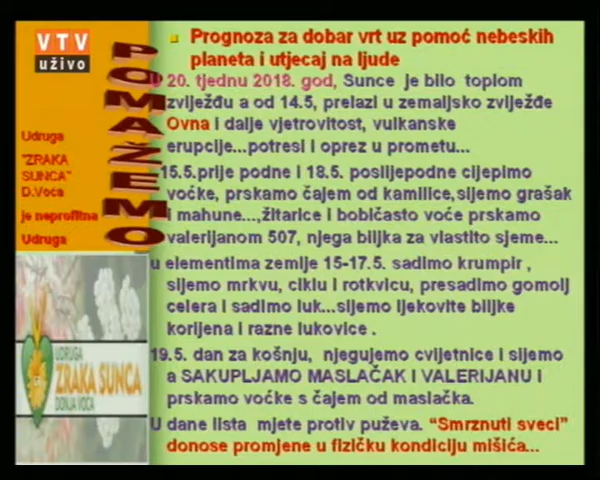 VTV
uživo
POMAŽEMO
Udruga
"ZRAKA
SUNCA"
D.Voća
je neprofitna
Udruga
UDRUGA
ZRAKA SUNCA
DONJA VOĆA
Prognoza za dobar vrt uz pomoć nebeskih
planeta i utjecaj na ljude
U 20. tjednu 2018. god, Sunce je bilo toplom
zviježđu a od 14.5, prelazi u zemaljsko zviježđe
Ovna i dalje vjetrovitost, vulkanske
erupcije...potresi i oprez u prometu...
15.5.prije podne i 18.5. poslijepodne cijepimo
voćke, prskamo čajem od kamilice,sijemo grašak
i mahune...,žitarice i bobičasto voće prskamo
valerijanom 507, njega biljka za vlastito sjeme...
u elementima zemlje 15-17.5. sadimo krumpir ,
sijemo mrkvu, ciklu i rotkvicu, presadimo gomolj
celera i sadimo luk...sijemo ljekovite biljke
korijena i razne lukovice .
19.5. dan za košnju, njegujemo cvijetnice i sijemo
a SAKUPLJAMO MASLAČAK I VALERIJANU I
prskamo voćke s čajem od maslačka.
U dane lista mjete protiv puževa. “Smrznuti sveci”
donose promjene u fizičku kondiciju mišića...